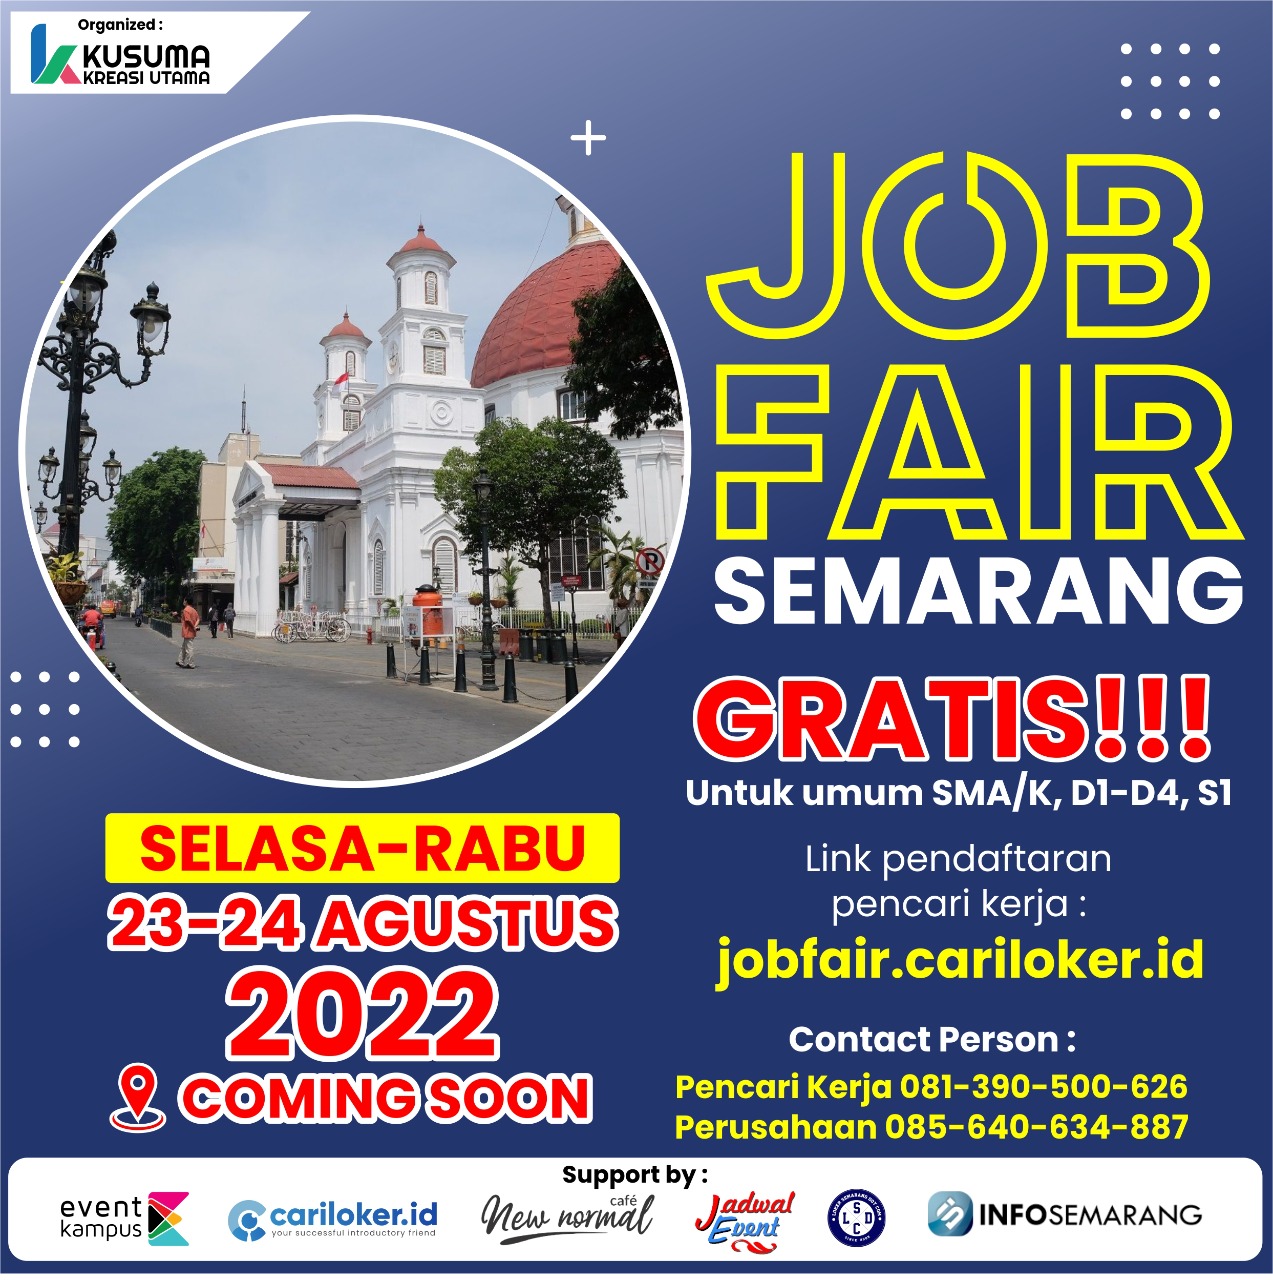 Organized :
KUSUMA
KREASI UTAMA
JOB
FAIR
SEMARANG
GRATIS!!!
Untuk umum SMA/K, D1-D4, S1
Link pendaftaran
pencari kerja :
jobfair.cariloker.id
Contact Person :
Pencari Kerja 081-390-500-626
Perusahaan 085-640-634-887
SELASA-RABU
23-24 AGUSTUS
2022
COMING SOON
Support by :
event
kampus
cariloker.id
your successful introductory friend
café
New normal
Jadwal
Event
LSDC
INFOSEMARANG